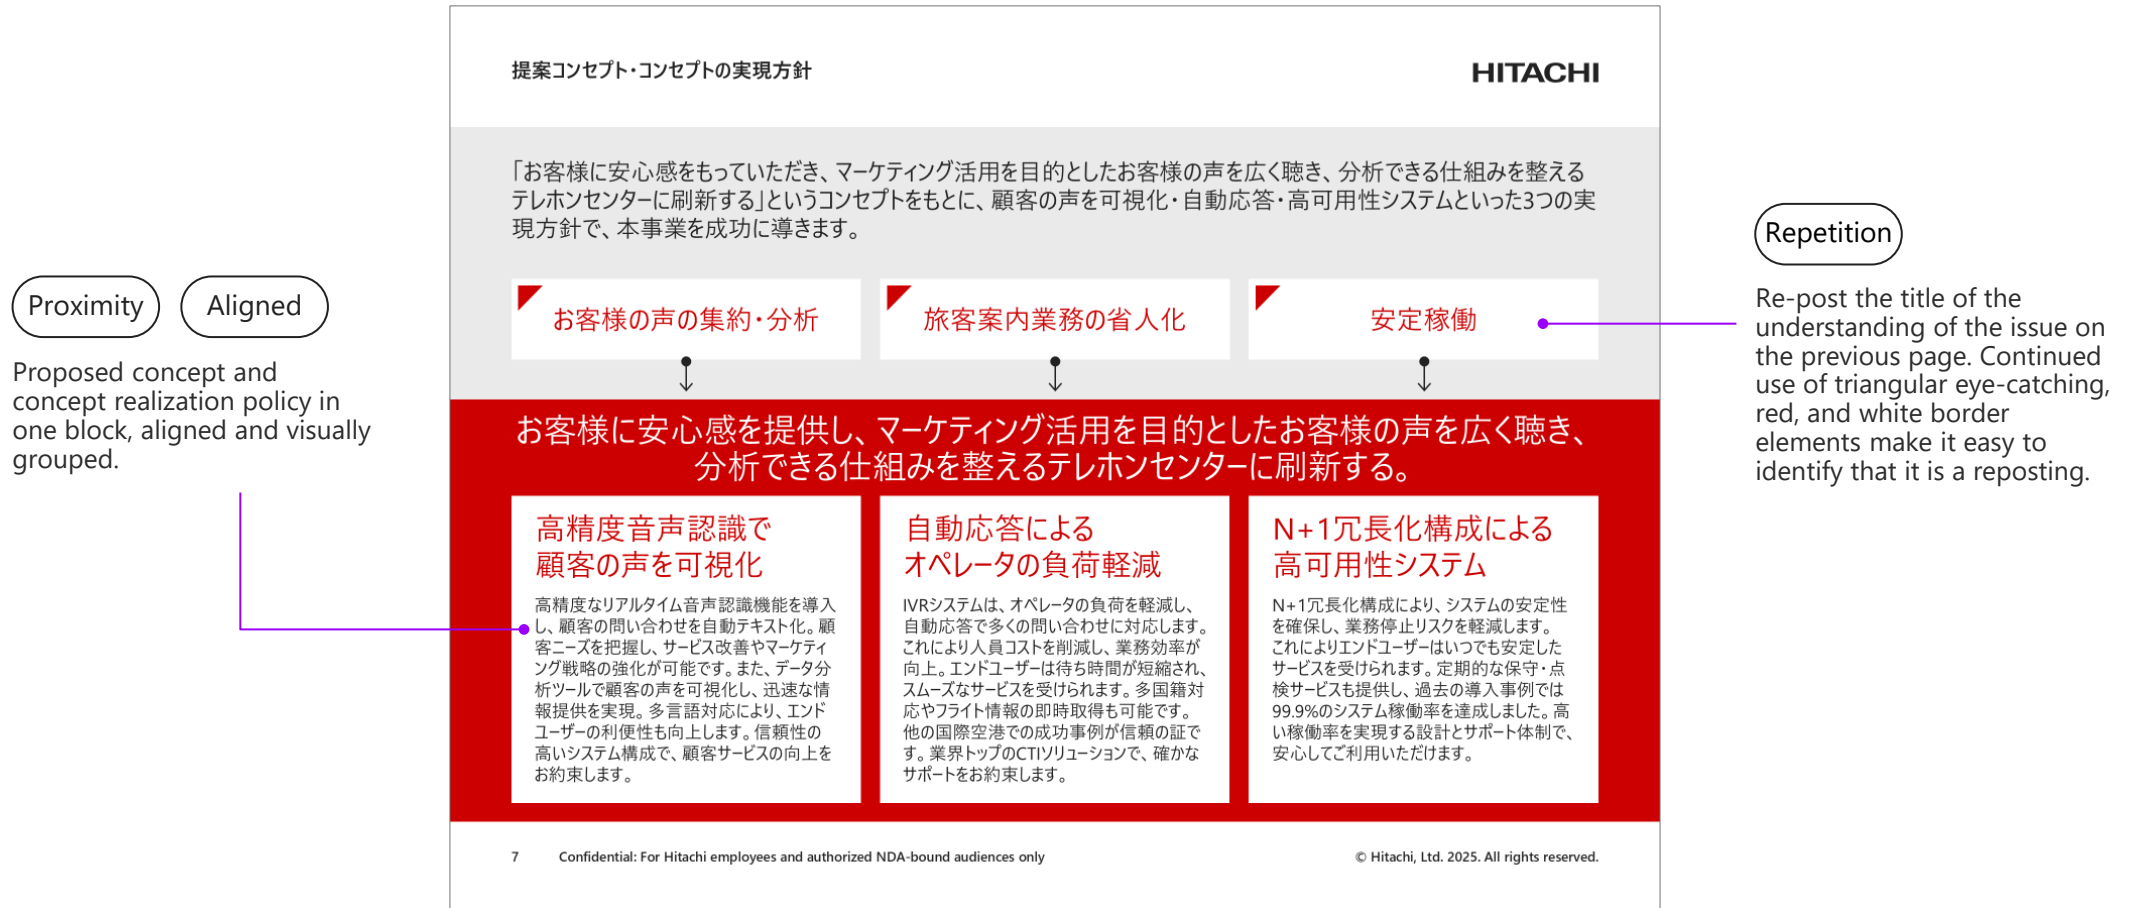 提案コンセプト・コンセプトの実現方針
HITACHI
「お客様に安心感をもっていただき、マーケティング活用を目的としたお客様の声を広く聴き、分析できる仕組みを整える
テレホンセンターに刷新する」というコンセプトをもとに、顧客の声を可視化・自動応答・高可用性システムといった3つの実
現方針で、本事業を成功に導きます。
お客様の声の集約・分析
旅客案内業務の省人化
安定稼働
お客様に安心感を提供し、マーケティング活用を目的としたお客様の声を広く聴き、
分析できる仕組みを整えるテレホンセンターに刷新する。
高精度音声認識で
顧客の声を可視化
高精度なリアルタイム音声認識機能を導入
し、顧客の問い合わせを自動テキスト化。顧
客ニーズを把握し、サービス改善やマーケティ
ング戦略の強化が可能です。また、データ分
析ツールで顧客の声を可視化し、迅速な情
報提供を実現。多言語対応により、エンド
ユーザーの利便性も向上します。信頼性の
高いシステム構成で、顧客サービスの向上を
お約束します。
自動応答による
オペレータの負荷軽減
IVRシステムは、オペレータの負荷を軽減し、
自動応答で多くの問い合わせに対応します。
これにより人員コストを削減し、業務効率が
向上。エンドユーザーは待ち時間が短縮され、
スムーズなサービスを受けられます。多国籍対
応やフライト情報の即時取得も可能です。
他の国際空港での成功事例が信頼の証で
す。業界トップのCTIソリューションで、確かな
サポートをお約束します。
N+1冗長化構成による
高可用性システム
N+1冗長化構成により、システムの安定性
を確保し、業務停止リスクを軽減します。
これによりエンドユーザーはいつでも安定した
サービスを受けられます。定期的な保守・点
検サービスも提供し、過去の導入事例では
99.9%のシステム稼働率を達成しました。高
い稼働率を実現する設計とサポート体制で、
安心してご利用いただけます。
7
Confidential: For Hitachi employees and authorized NDA-bound audiences only
© Hitachi, Ltd. 2025. All rights reserved.
Proximity
Aligned
Proposed concept and
concept realization policy in
one block, aligned and visually
grouped.
Repetition
Re-post the title of the
understanding of the issue on
the previous page. Continued
use of triangular eye-catching,
red, and white border
elements make it easy to
identify that it is a reposting.